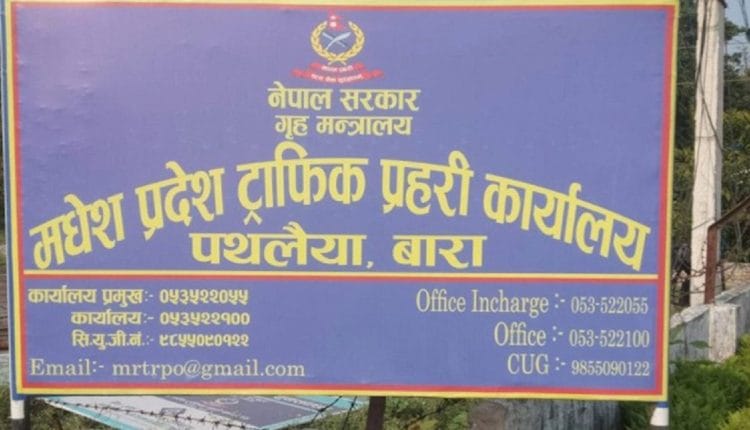 नेपाल सरकार
गृह मन्त्रालय
मधेश प्रदेश ट्राफिक प्रहरी कार्यालय
पथलैया, बारा
कार्यालय प्रमुख:- ०५३५२२०५५
कार्यालय:- ०५३५२२१००
सि.यु.जी.नं.:- ९८५५०९०१२२
Email:- mrtrpo@gmail.com
Office Incharge :- 053-522055
Office :- 053-522100
CUG :- 9855090122